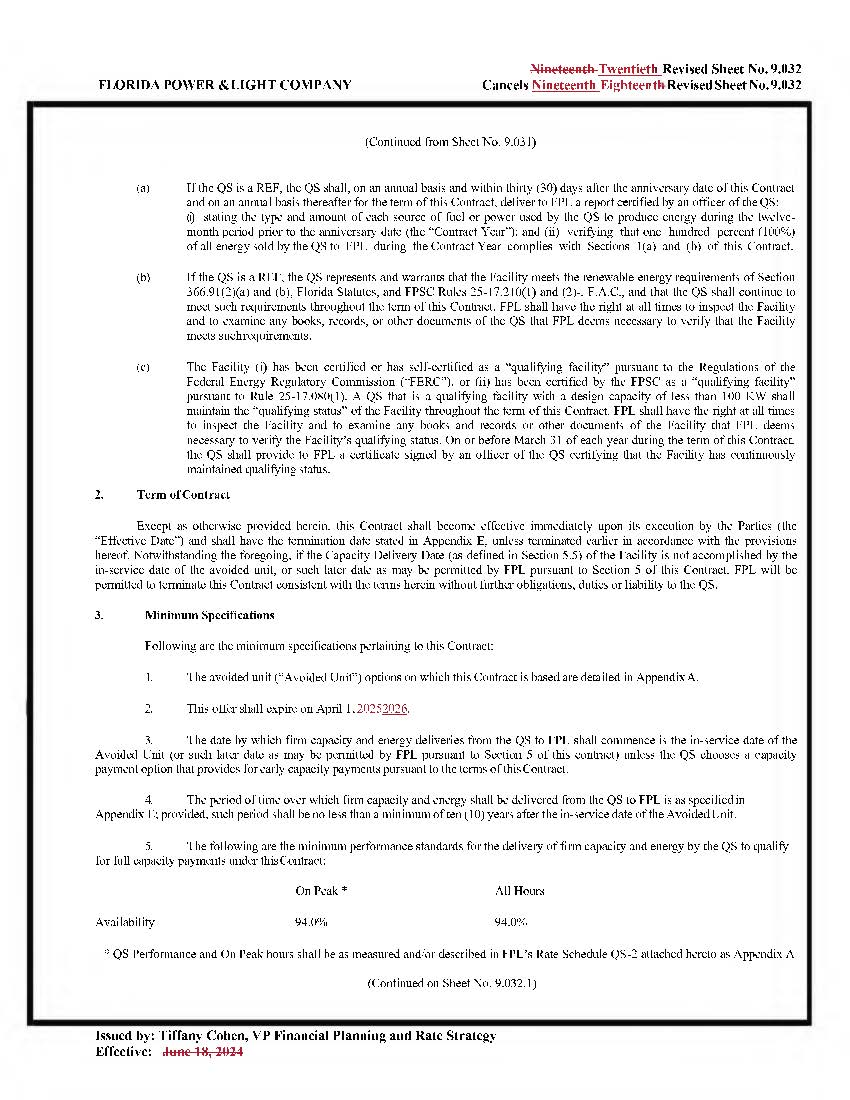 Nineteenth Twentieth Revised Sheet No. 9.032
FLORIDA POWER & LIGHT COMPANY
Cancels Nineteenth Eighteenth Revised Sheet No. 9.032
(Continued from Sheet No. 9.031)
(a) If the QS is a REF, the QS shall, on an annual basis and within thirty (30) days after the anniversary date of this Contract
and on an annual basis thereafter for the term of this Contract, deliver to FPL a report certified by an officer of the QS:
(i) stating the type and amount of each source of fuel or power used by the QS to produce energy during the twelve-
month period prior to the anniversary date (the “Contract Year”); and (ii) verifying that one hundred percent (100%)
of all energy sold by the QS to FPL during the Contract Year complies with Sections 1(a) and (b) of this Contract.
(b) If the QS is a REF, the QS represents and warrants that the Facility meets the renewable energy requirements of Section
366.91(2)(a) and (b), Florida Statutes, and FPSC Rules 25-17.210(1) and (2)-. F.A.C., and that the QS shall continue to
meet such requirements throughout the term of this Contract. FPL shall have the right at all times to inspect the Facility
and to examine any books, records, or other documents of the QS that FPL deems necessary to verify that the Facility
meets such requirements.
(c) The Facility (i) has been certified or has self-certified as a “qualifying facility” pursuant to the Regulations of the
Federal Energy Regulatory Commission (“FERC”), or (ii) has been certified by the FPSC as a “qualifying facility”
pursuant to Rule 25-17.080(1). A QS that is a qualifying facility with a design capacity of less than 100 KW shall
maintain the “qualifying status” of the Facility throughout the term of this Contract. FPL shall have the right at all times
to inspect the Facility and to examine any books and records or other documents of the Facility that FPL deems
necessary to verify the Facility’s qualifying status. On or before March 31 of each year during the term of this Contract,
the QS shall provide to FPL a certificate signed by an officer of the QS certifying that the Facility has continuously
maintained qualifying status.
2. Term of Contract
Except as otherwise provided herein, this Contract shall become effective immediately upon its execution by the Parties (the
“Effective Date”) and shall have the termination date stated in Appendix E, unless terminated earlier in accordance with the provisions
hereof. Notwithstanding the foregoing, if the Capacity Delivery Date (as defined in Section 5.5) of the Facility is not accomplished by the
in-service date of the avoided unit, or such later date as may be permitted by FPL pursuant to Section 5 of this Contract, FPL will be
permitted to terminate this Contract consistent with the terms herein without further obligations, duties or liability to the QS.
3. Minimum Specifications
Following are the minimum specifications pertaining to this Contract:
1. The avoided unit (“Avoided Unit”) options on which this Contract is based are detailed in Appendix A.
2. This offer shall expire on April 1, 20252026.
3. The date by which firm capacity and energy deliveries from the QS to FPL shall commence is the in-service date of the
Avoided Unit (or such later date as may be permitted by FPL pursuant to Section 5 of this contract) unless the QS chooses a capacity
payment option that provides for early capacity payments pursuant to the terms of this Contract.
4. The period of time over which firm capacity and energy shall be delivered from the QS to FPL is as specified in
Appendix E; provided, such period shall be no less than a minimum of ten (10) years after the in-service date of the Avoided Unit.
5. The following are the minimum performance standards for the delivery of firm capacity and energy by the QS to qualify
for full capacity payments under this Contract:
On Peak * All Hours
Availability 94.0% 94.0%
* QS Performance and On Peak hours shall be as measured and/or described in FPL’s Rate Schedule QS-2 attached hereto as Appendix A
(Continued on Sheet No. 9.032.1)
Issued by: Tiffany Cohen, VP Financial Planning and Rate Strategy
Effective: June 18, 2024